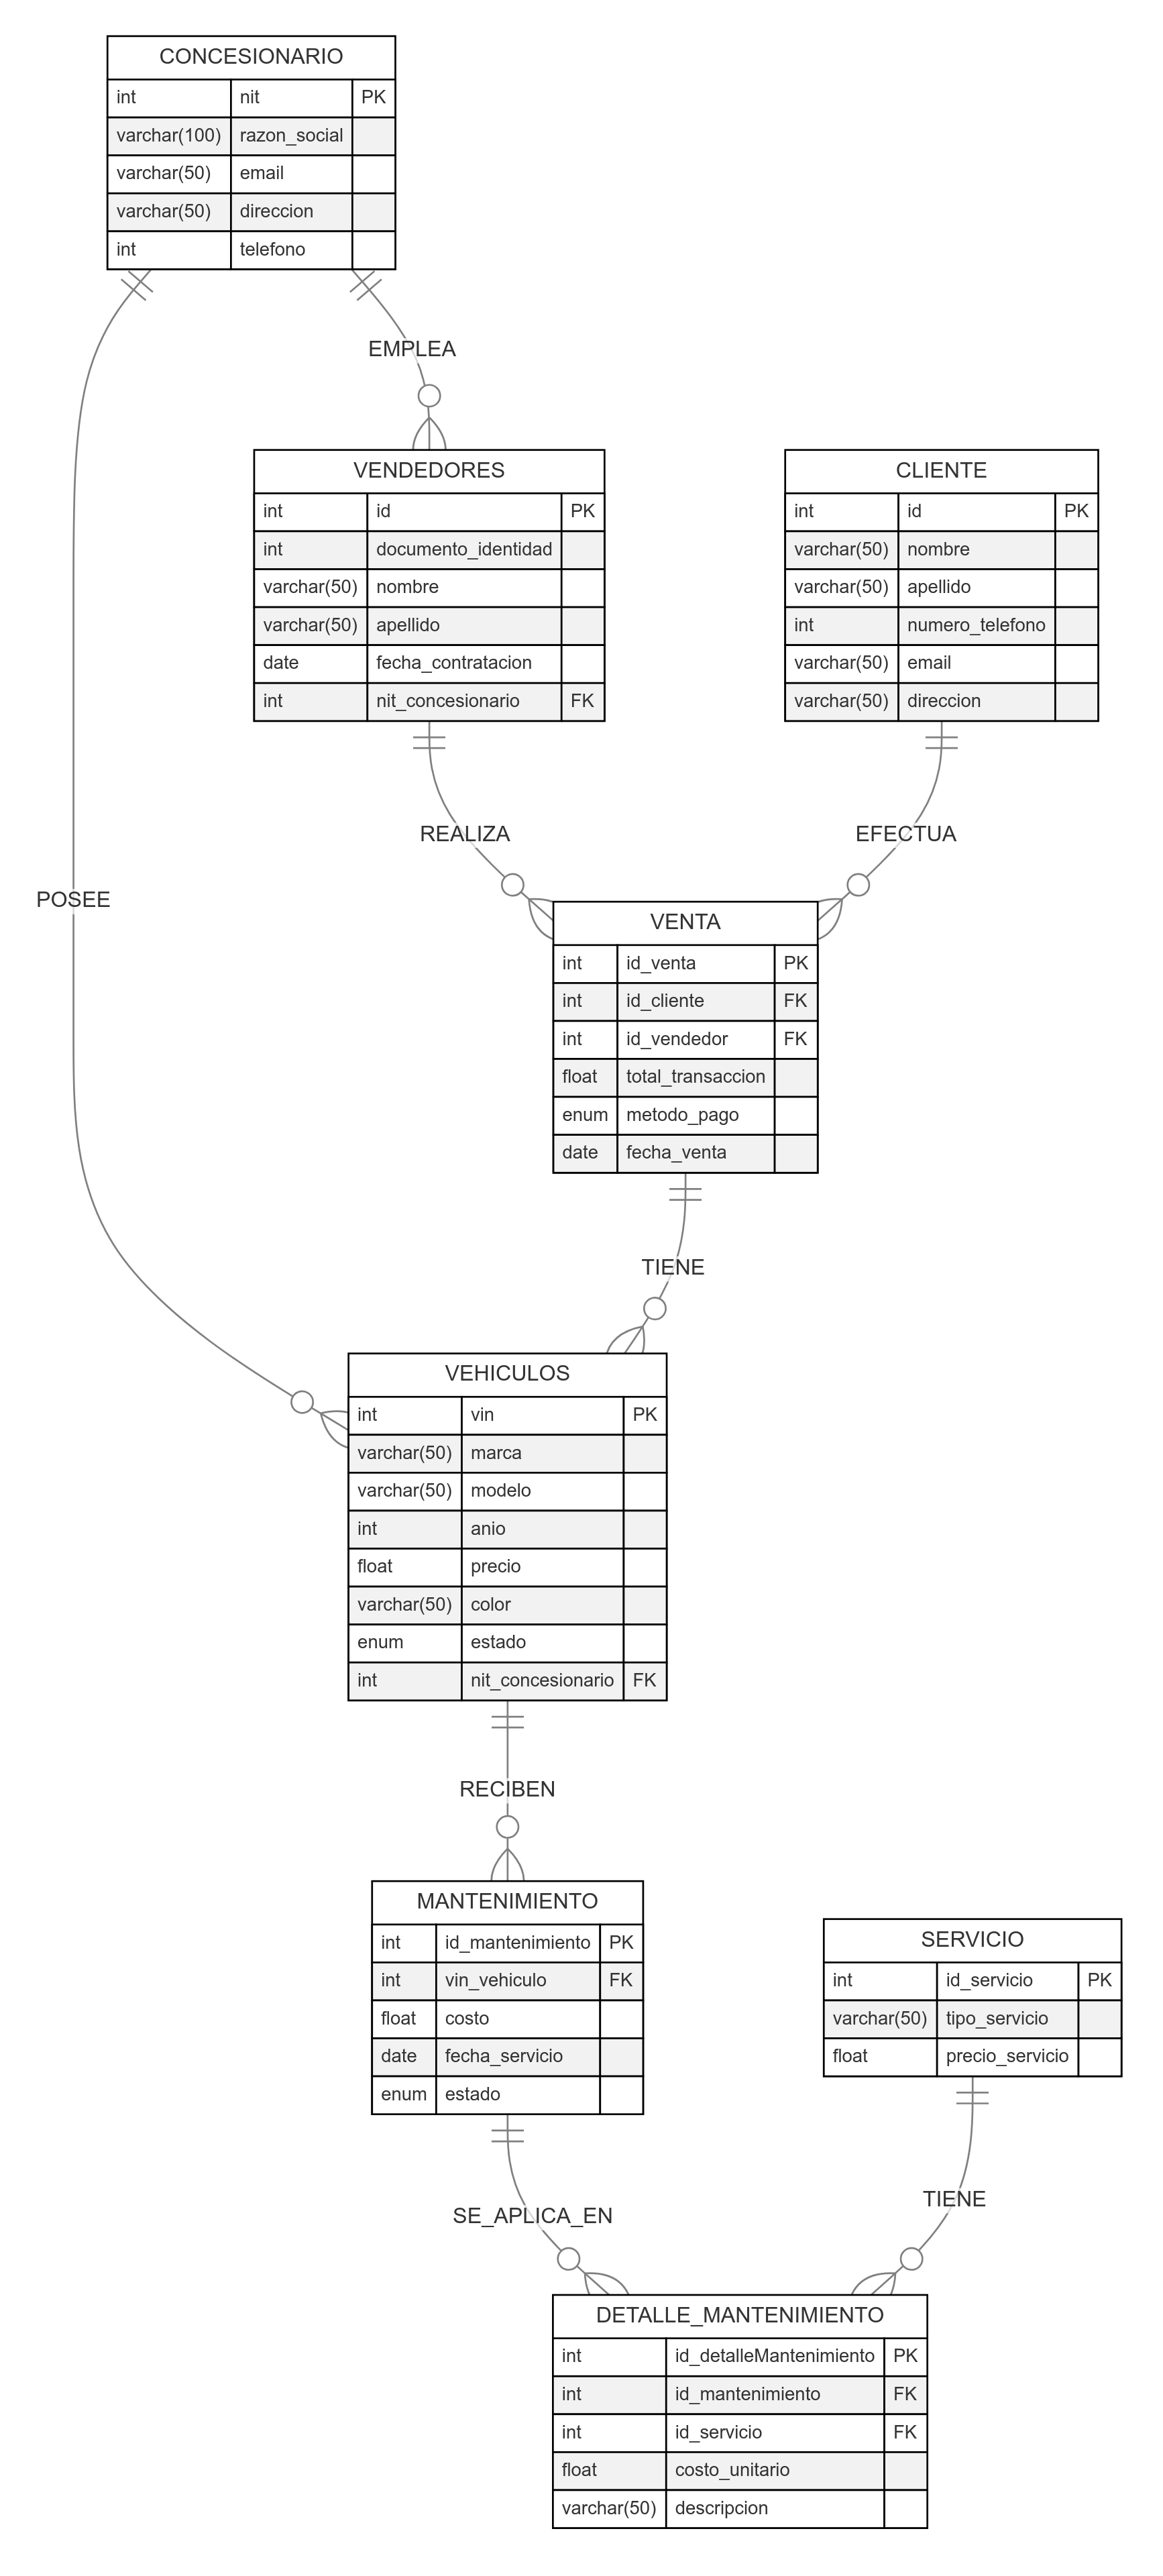 CONCESIONARIO
int nit PK
varchar(100) razon_social
varchar(50) email
varchar(50) direccion
int telefono
EMPLEA
VENDEDORES
int id PK
int documento_identidad
varchar(50) nombre
varchar(50) apellido
date fecha_contratacion
int nit_concesionario FK
CLIENTE
int id PK
varchar(50) nombre
varchar(50) apellido
int numero_telefono
varchar(50) email
varchar(50) direccion
REALIZA
EFECTUA
POSEE
VENTA
int id_venta PK
int id_cliente FK
int id_vendedor FK
float total_transaccion
enum metodo_pago
date fecha_venta
TIENE
VEHICULOS
int vin PK
varchar(50) marca
varchar(50) modelo
int anio
float precio
varchar(50) color
enum estado
int nit_concesionario FK
RECIBEN
MANTENIMIENTO
int id_mantenimiento PK
int vin_vehiculo FK
float costo
date fecha_servicio
enum estado
SERVICIO
int id_servicio PK
varchar(50) tipo_servicio
float precio_servicio
SE_APLICA_EN
TIENE
DETALLE_MANTENIMIENTO
int id_detalleMantenimiento PK
int id_mantenimiento FK
int id_servicio FK
float costo_unitario
varchar(50) descripcion